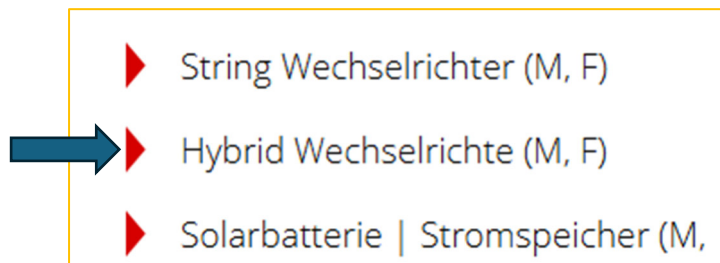 String Wechselrichter (M, F)
Hybrid Wechselrichte (M, F)
Solarbatterie | Stromspeicher (M,